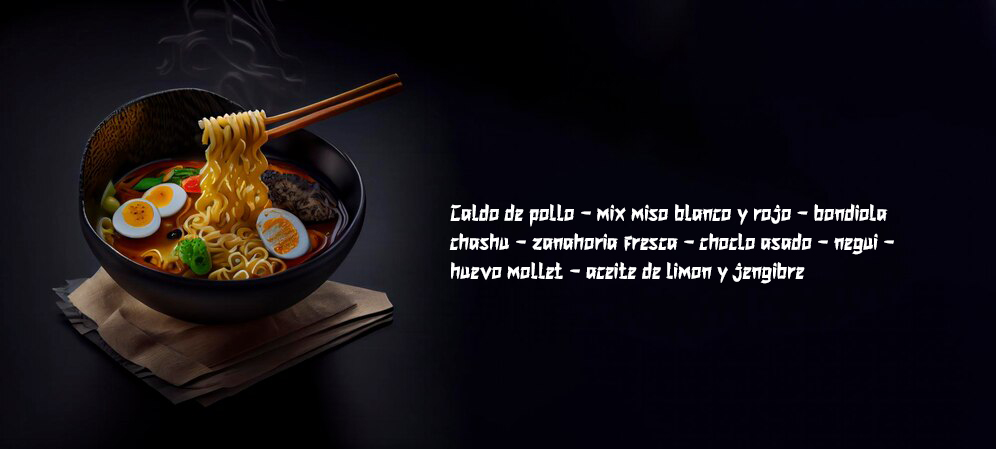 Caldo de pollo - mix miso blanco y rojo - bondiola
chashu - zanahoria fresca - choclo asado - negui -
huevo mollet - aceite de limon y jengibre